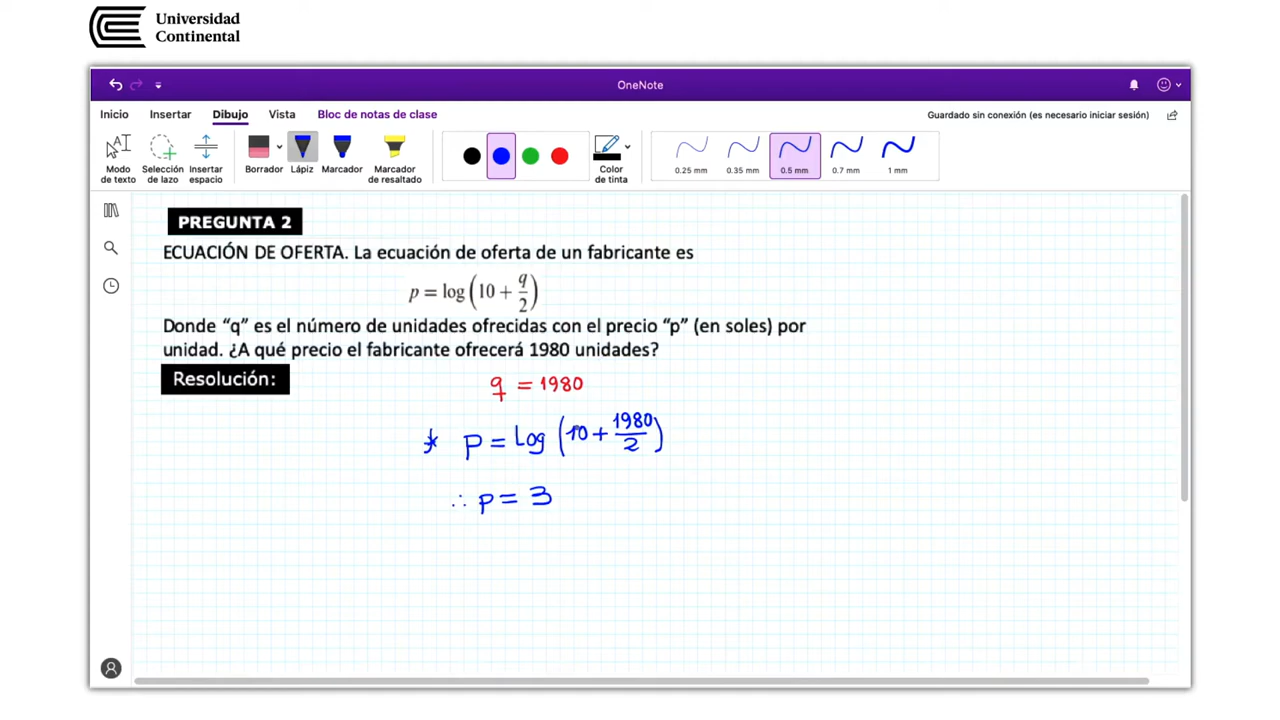 Universidad
Continental
OneNote
Inicio Insertar Dibujo Vista Bloc de notas de clase Guardado sin conexión (es necesario iniciar sesión)
Modo de texto Selección de lazo Insertar espacio Borrador Lápiz Marcador Marcador de resaltado Color de tinta 0.25 mm 0.35 mm 0.5 mm 0.7 mm 1 mm
PREGUNTA 2
ECUACIÓN DE OFERTA. La ecuación de oferta de un fabricante es
p = log(10 + q/2)
Donde “q” es el número de unidades ofrecidas con el precio “p” (en soles) por
unidad. ¿A qué precio el fabricante ofrecerá 1980 unidades?
Resolución:
q = 1980
* p = Log (10 + 1980/2)
∴ p = 3